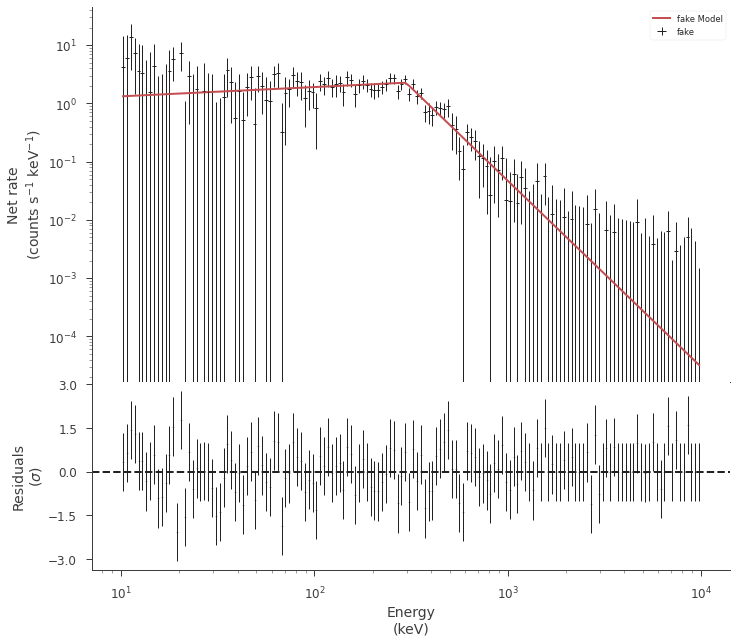 fake Model
fake
10¹
10⁰
10⁻¹
10⁻²
10⁻³
10⁻⁴
Net rate
(counts s⁻¹ keV⁻¹)
3.0
1.5
0.0
−1.5
−3.0
Residuals
(σ)
10¹ 10² 10³ 10⁴
Energy
(keV)